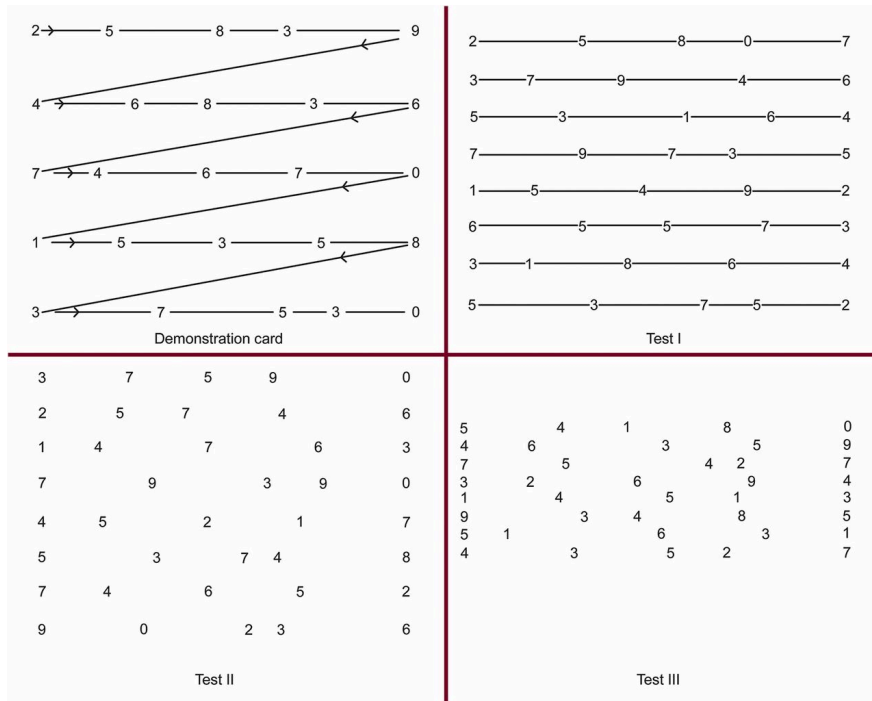 2 5 8 3 9
4 6 8 3 6
7 4 6 7 0
1 5 3 5 8
3 7 5 3 0
Demonstration card
2 5 8 0 7
3 7 9 4 6
5 3 1 6 4
7 9 7 3 5
1 5 4 9 2
6 5 5 7 3
3 1 8 6 4
5 3 7 5 2
Test I
3 7 5 9 0
2 5 7 4 6
1 4 7 6 3
7 9 3 9 0
4 5 2 1 7
5 3 7 4 8
7 4 6 5 2
9 0 2 3 6
Test II
5 4 1 8 0
4 6 3 5 9
7 5 4 2 7
3 2 6 9 4
1 4 5 1 3
9 3 4 8 5
5 1 6 3 1
4 3 5 2 7
Test III